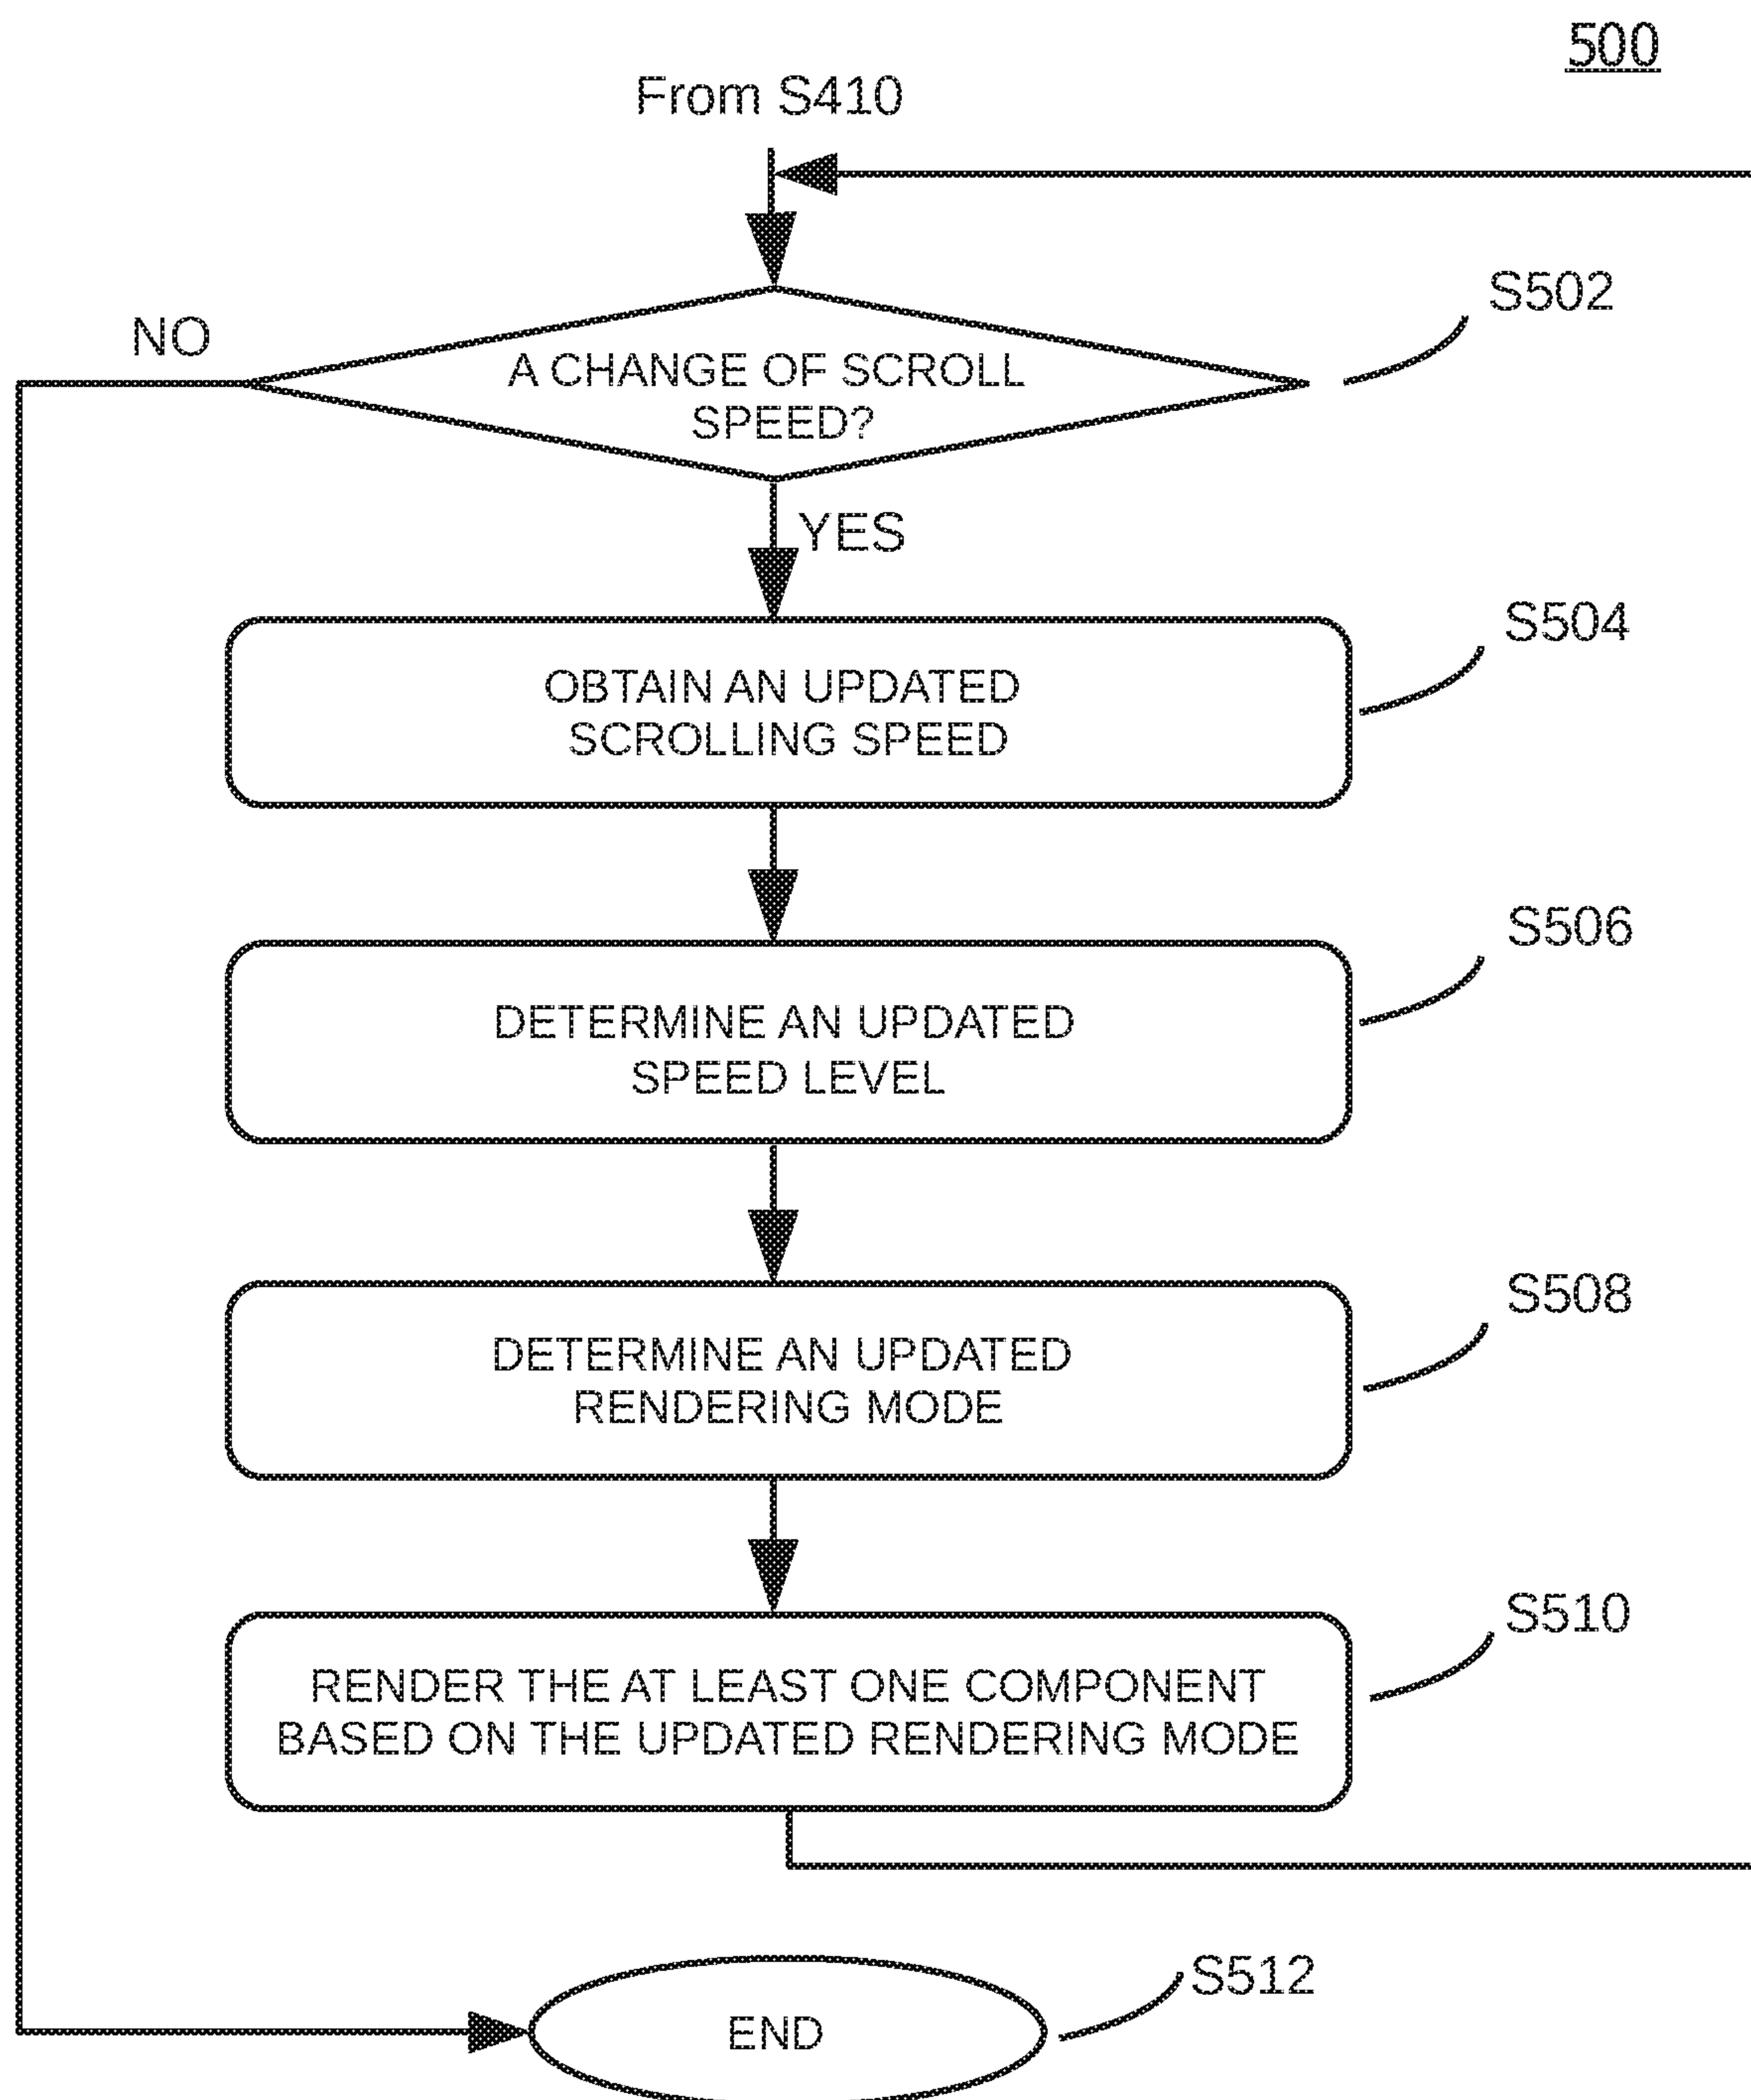 500
From S410
S502
NO
A CHANGE OF SCROLL
SPEED?
YES
S504
OBTAIN AN UPDATED
SCROLLING SPEED
S506
DETERMINE AN UPDATED
SPEED LEVEL
S508
DETERMINE AN UPDATED
RENDERING MODE
S510
RENDER THE AT LEAST ONE COMPONENT
BASED ON THE UPDATED RENDERING MODE
S512
END